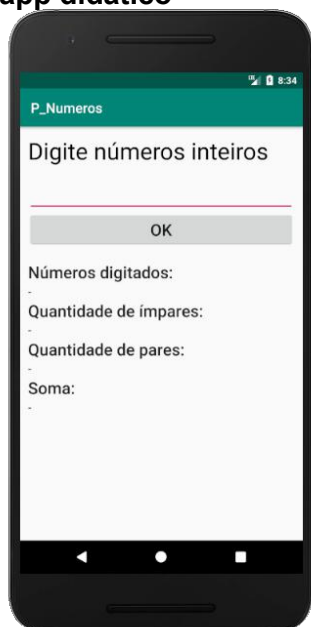 app didático
8:34
P_Numeros
Digite números inteiros
OK
Números digitados:
-
Quantidade de ímpares:
-
Quantidade de pares:
-
Soma:
-